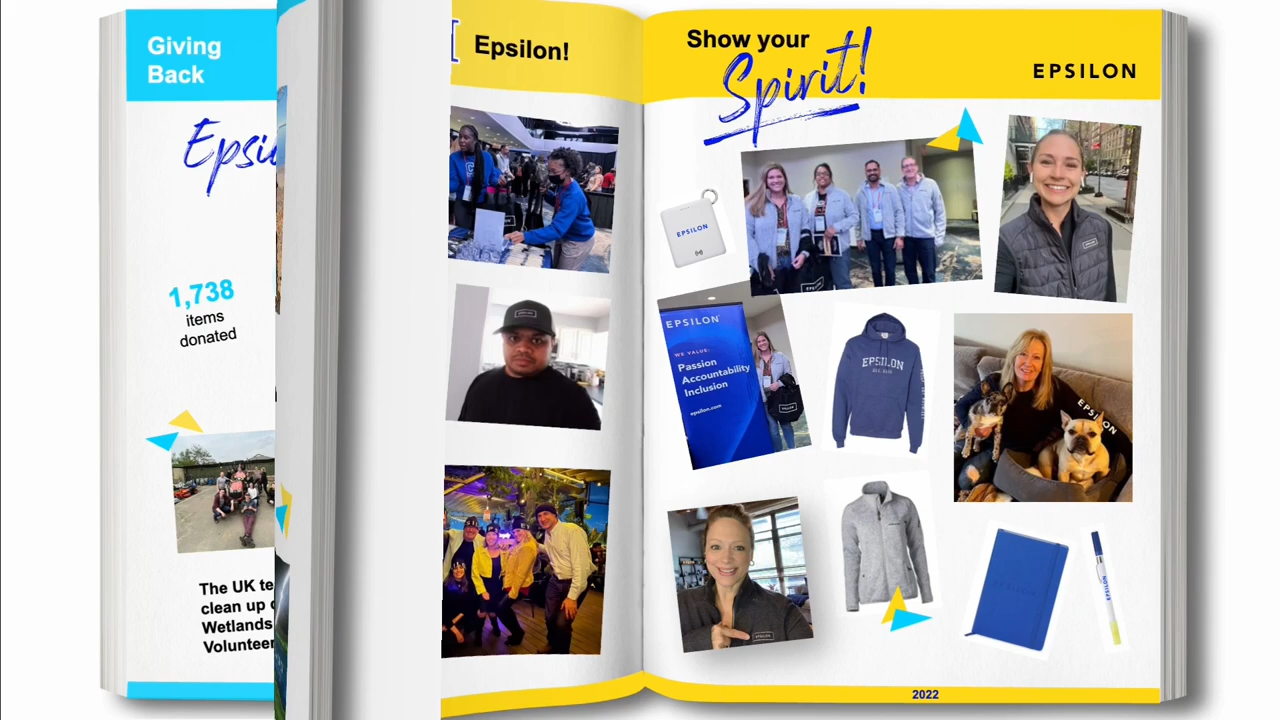 Giving
Back
1,738
items
donated
The UK te
clean up
Wetlands
Volunteer
Epsilon!
Show your
Spirit!
EPSILON
EPSILON
EPSILON
WE VALUE:
Passion
Accountability
Inclusion
epsilon.com
EPSILON
EPSILON
EPSILON
2022